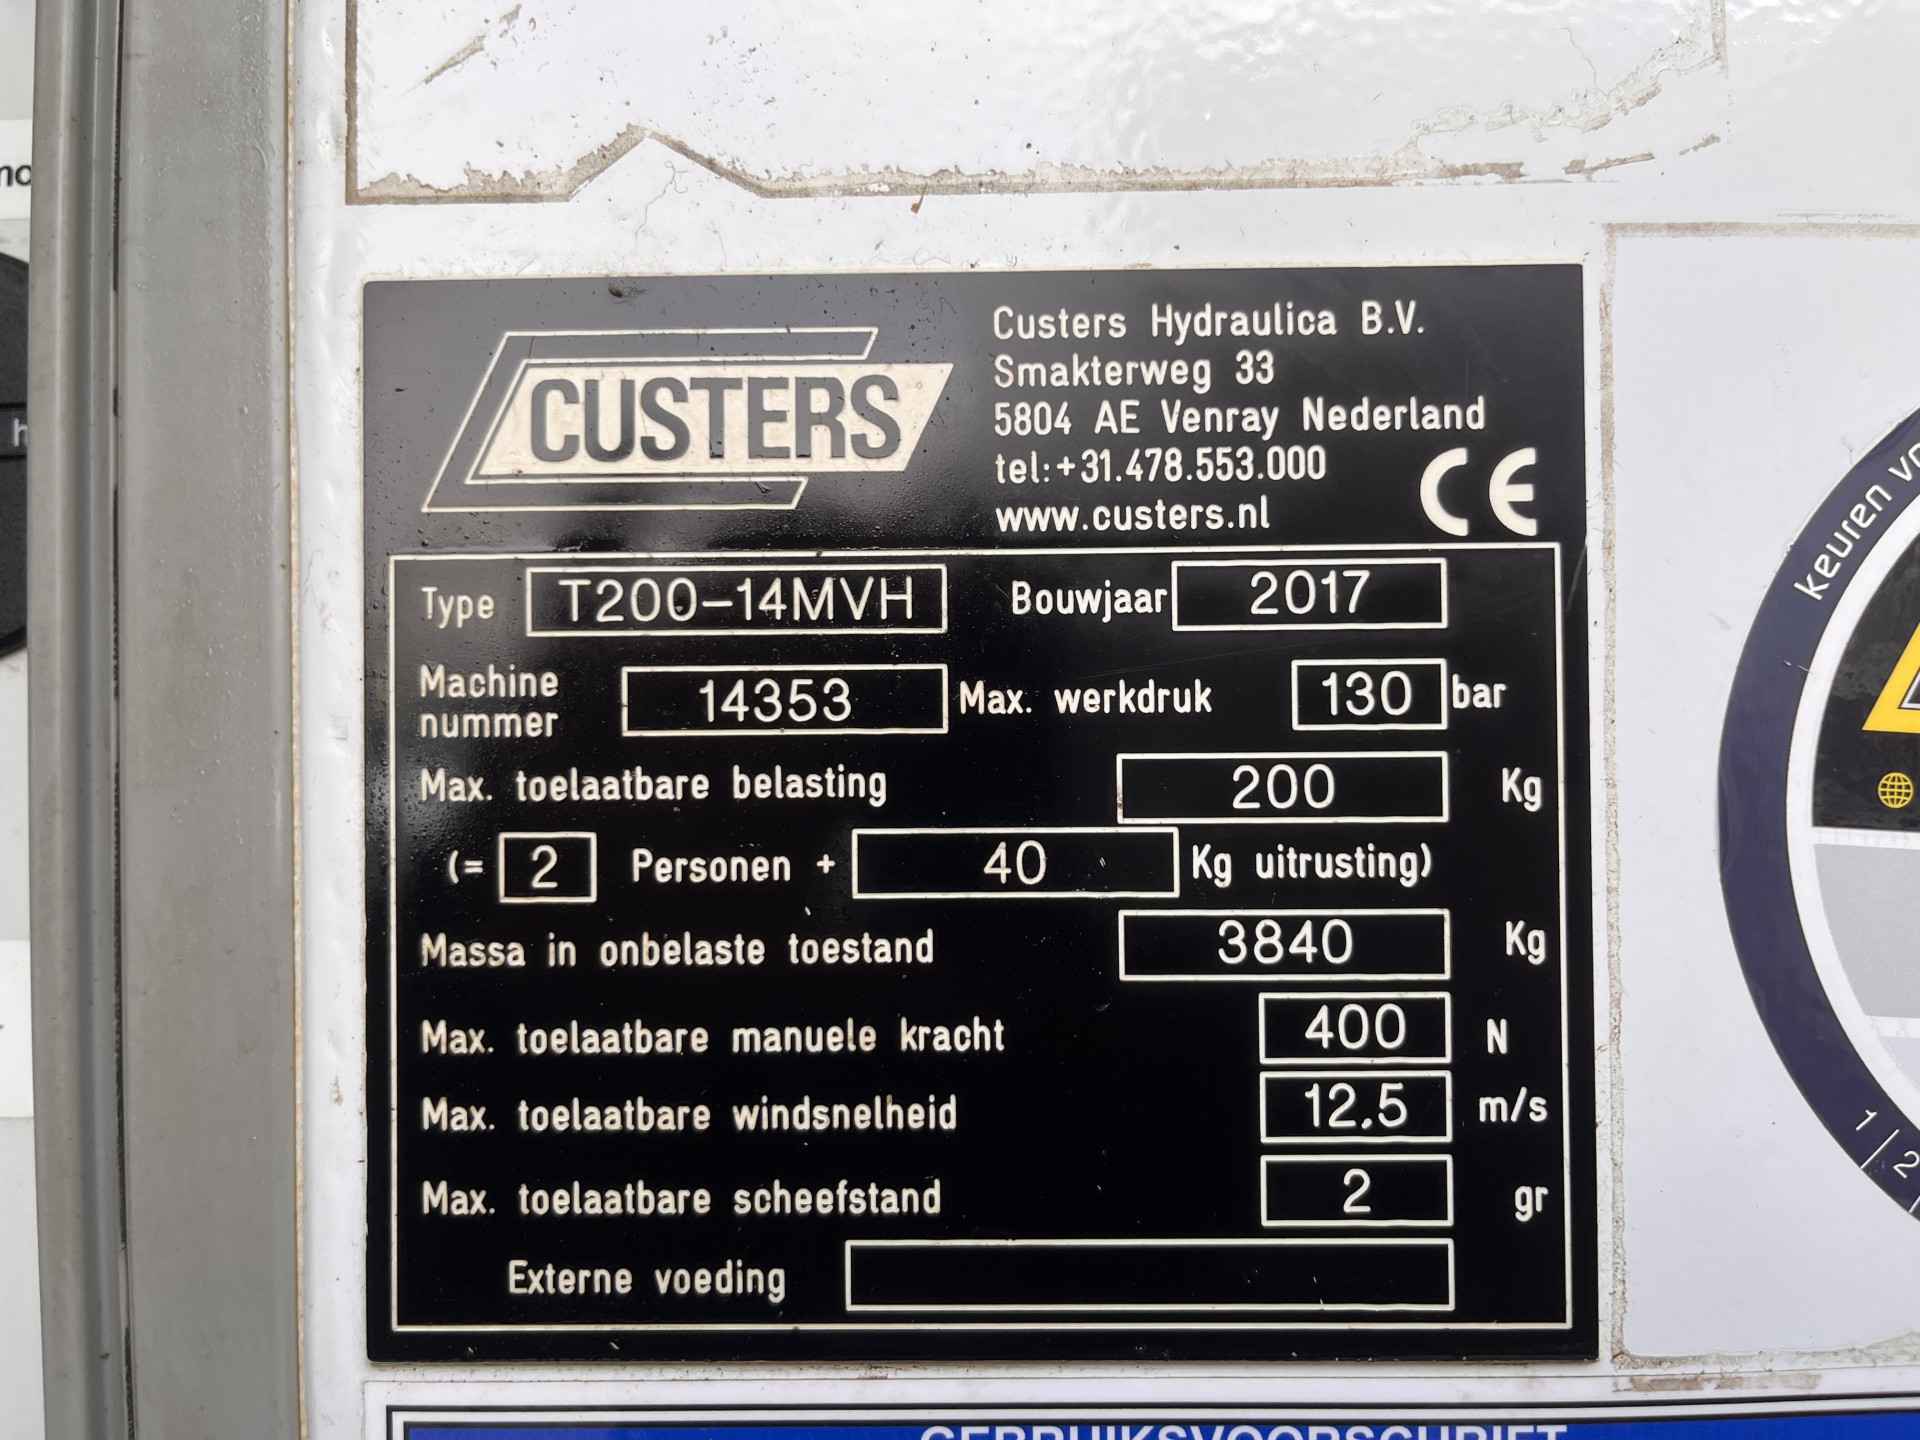 CUSTERS
Custers Hydraulica B.V.
Smakterweg 33
5804 AE Venray Nederland
tel:+31.478.553.000
www.custers.nl
CE
Type T200-14MVH Bouwjaar 2017
Machine nummer 14353 Max. werkdruk 130 bar
Max. toelaatbare belasting 200 Kg
(= 2 Personen + 40 Kg uitrusting)
Massa in onbelaste toestand 3840 Kg
Max. toelaatbare manuele kracht 400 N
Max. toelaatbare windsnelheid 12.5 m/s
Max. toelaatbare scheefstand 2 gr
Externe voeding
keuren
1 2
GEBRUIKSVOORSCHRIFT